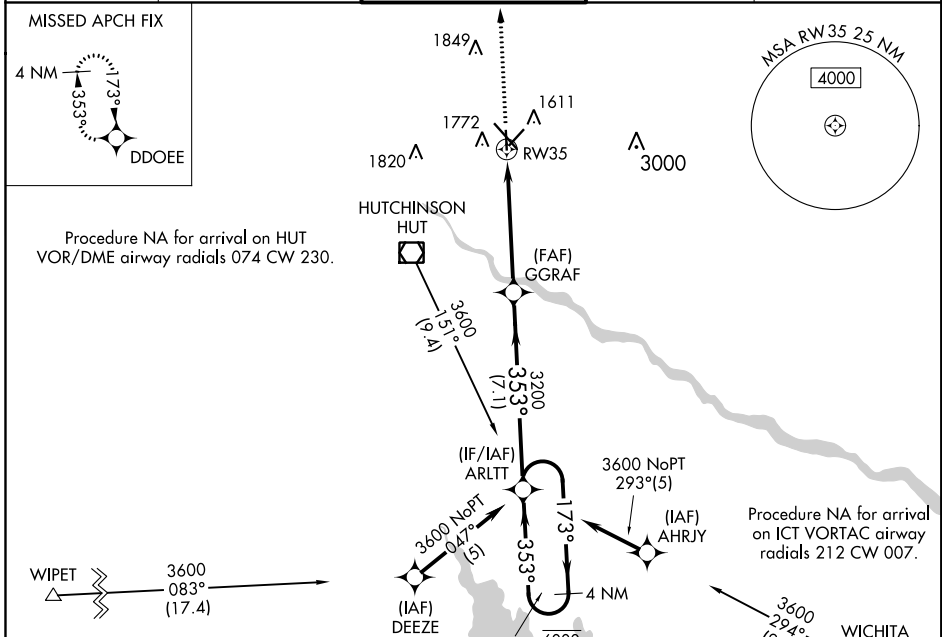 MISSED APCH FIX
4 NM
353°
173°
DDOEE
1849
1772
1611
RW35
1820
3000
MSA RW35 25 NM
4000
HUTCHINSON
HUT
Procedure NA for arrival on HUT
VOR/DME airway radials 074 CW 230.
(FAF)
GGRAF
3600
151°
(9.4)
3200
353°
(7.1)
(IF/IAF)
ARLTT
3600 NoPT
293°(5)
(IAF)
AHRJY
Procedure NA for arrival
on ICT VORTAC airway
radials 212 CW 007.
3600 NoPT
047°
(5)
353°
173°
4 NM
WIPET
3600
083°
(17.4)
(IAF)
DEEZE
3600
294°
WICHITA